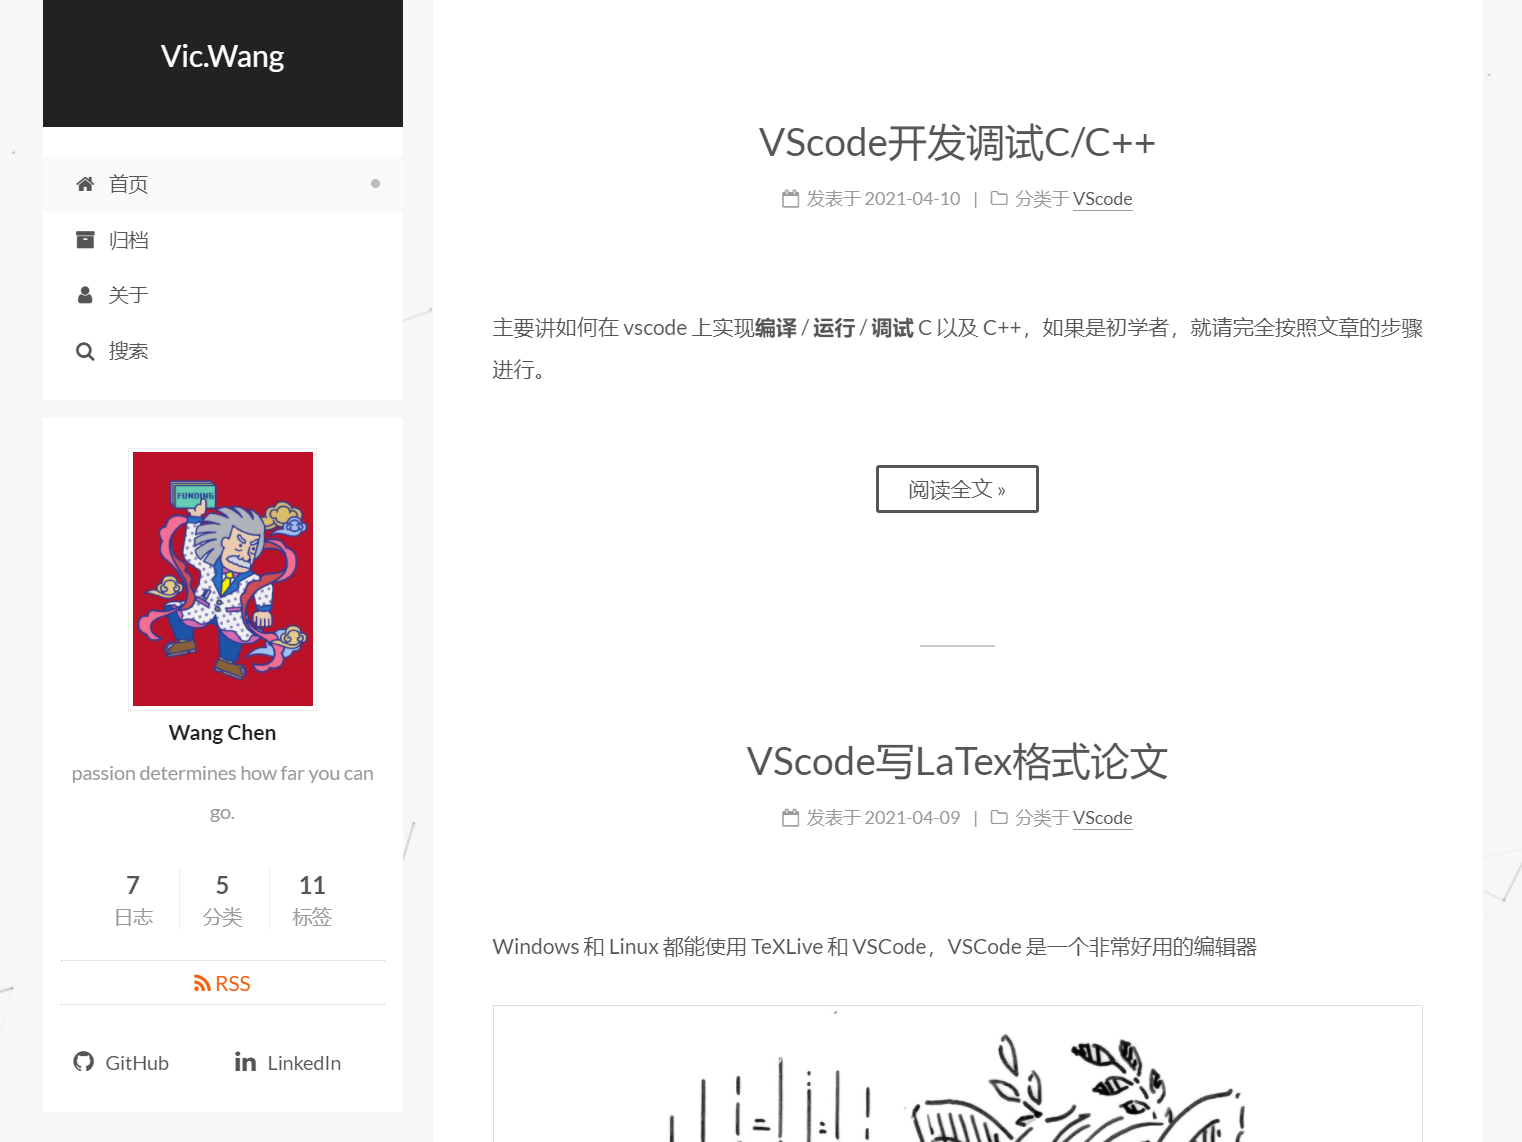 Vic.Wang
首页
归档
关于
搜索
FUNDING
Wang Chen
passion determines how far you can
go.
7
日志
5
分类
11
标签
RSS
GitHub
LinkedIn
VScode开发调试C/C++
发表于 2021-04-10 | 分类于 VScode
主要讲如何在 vscode 上实现编译 / 运行 / 调试 C 以及 C++，如果是初学者，就请完全按照文章的步骤
进行。
阅读全文 »
VScode写LaTex格式论文
发表于 2021-04-09 | 分类于 VScode
Windows 和 Linux 都能使用 TeXLive 和 VSCode，VSCode 是一个非常好用的编辑器